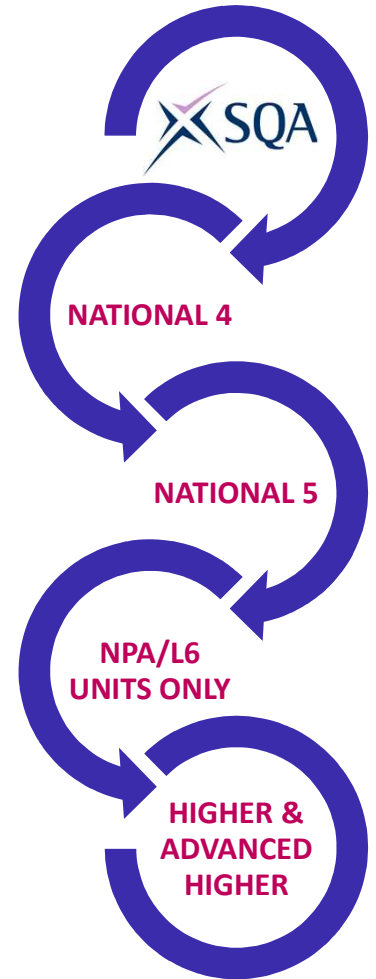 SQA
NATIONAL 4
NATIONAL 5
NPA/L6
UNITS ONLY
HIGHER &
ADVANCED
HIGHER